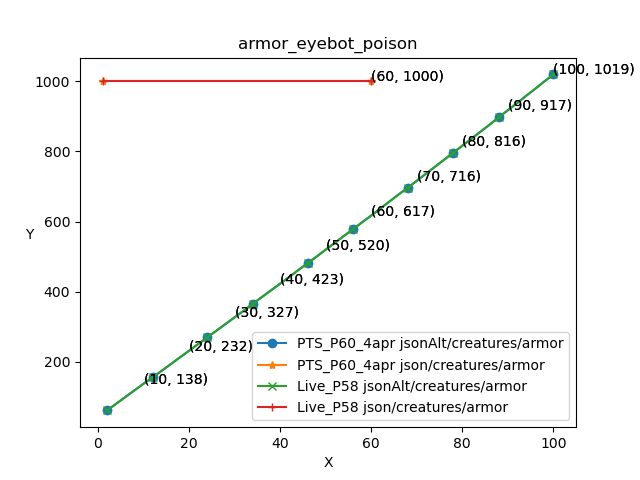 armor_eyebot_poison
(100, 1019)
1000
(60, 1000)
(90, 917)
(80, 816)
800
(70, 716)
(60, 617)
600
Y
(50, 520)
(40, 423)
400
(30, 327)
(20, 232)
(10, 138)
200
PTS_P60_4apr jsonAlt/creatures/armor
PTS_P60_4apr json/creatures/armor
Live_P58 jsonAlt/creatures/armor
Live_P58 json/creatures/armor
0 20 40 60 80 100
X